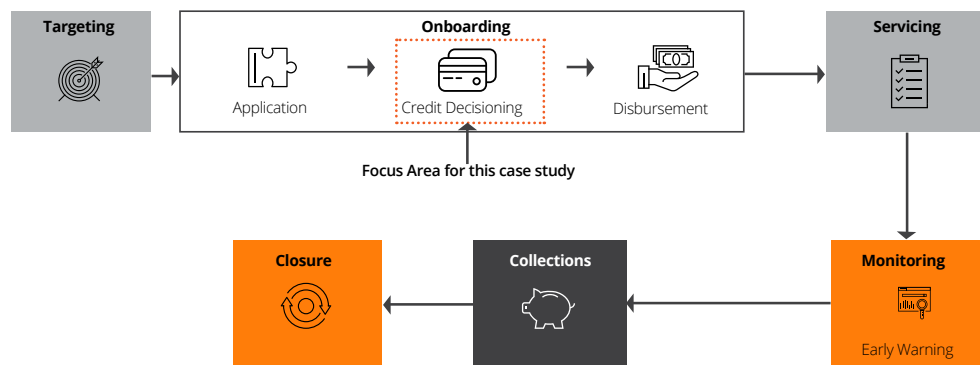 Targeting
Onboarding
Servicing
Application
Credit Decisioning
Disbursement
Focus Area for this case study
Closure
Collections
Monitoring
Early Warning